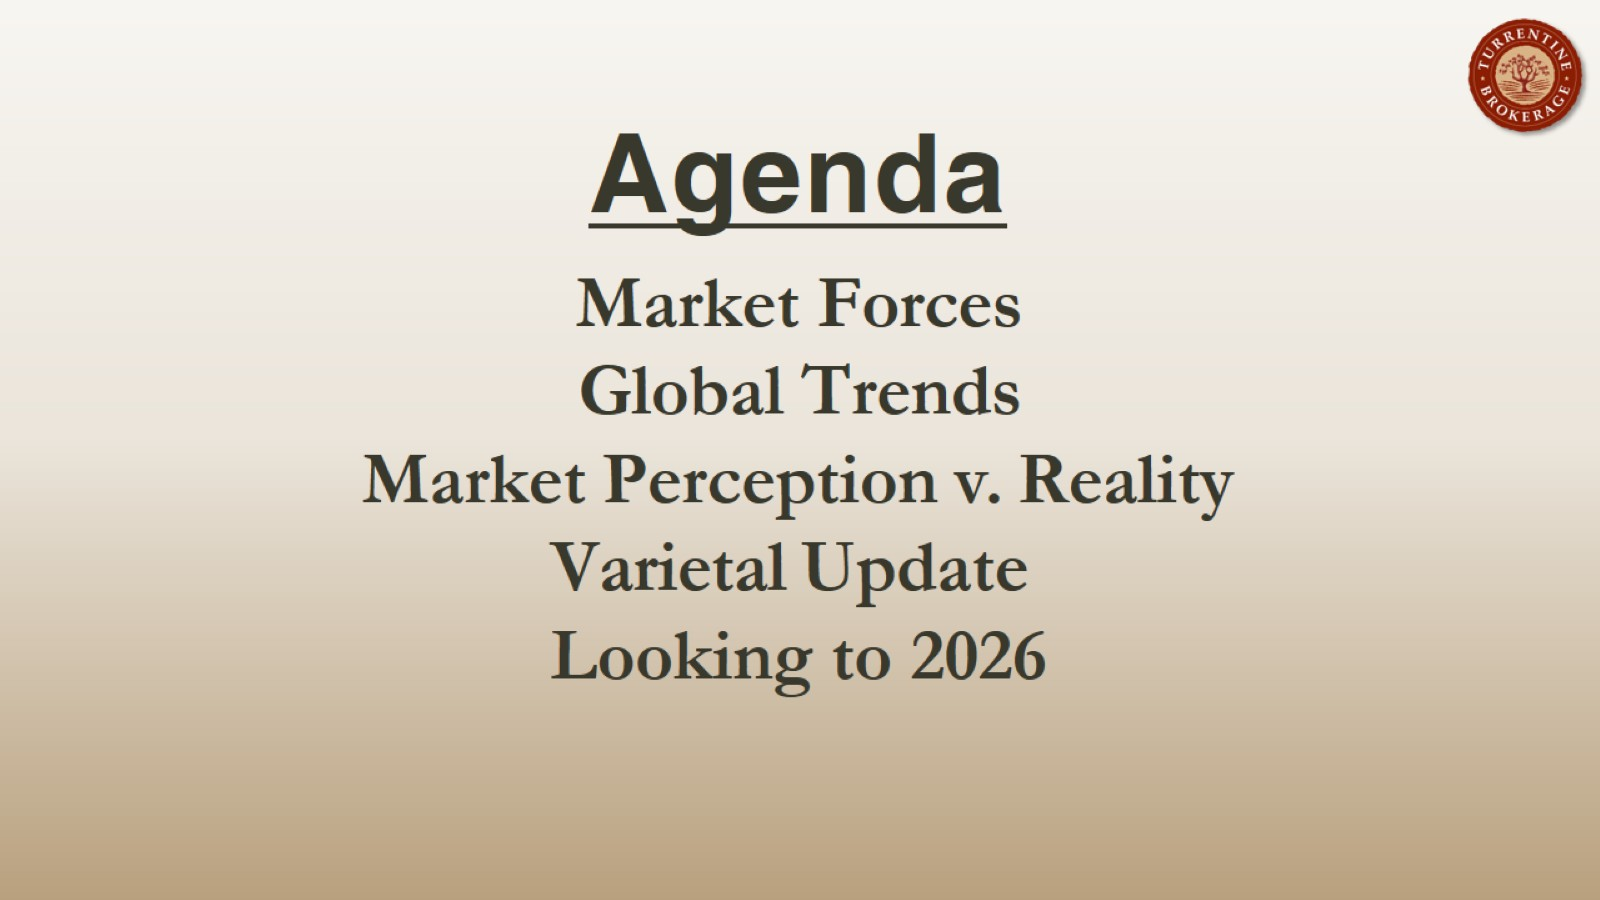 TURRENTINE
BROKERAGE
Agenda
Market Forces
Global Trends
Market Perception v. Reality
Varietal Update
Looking to 2026